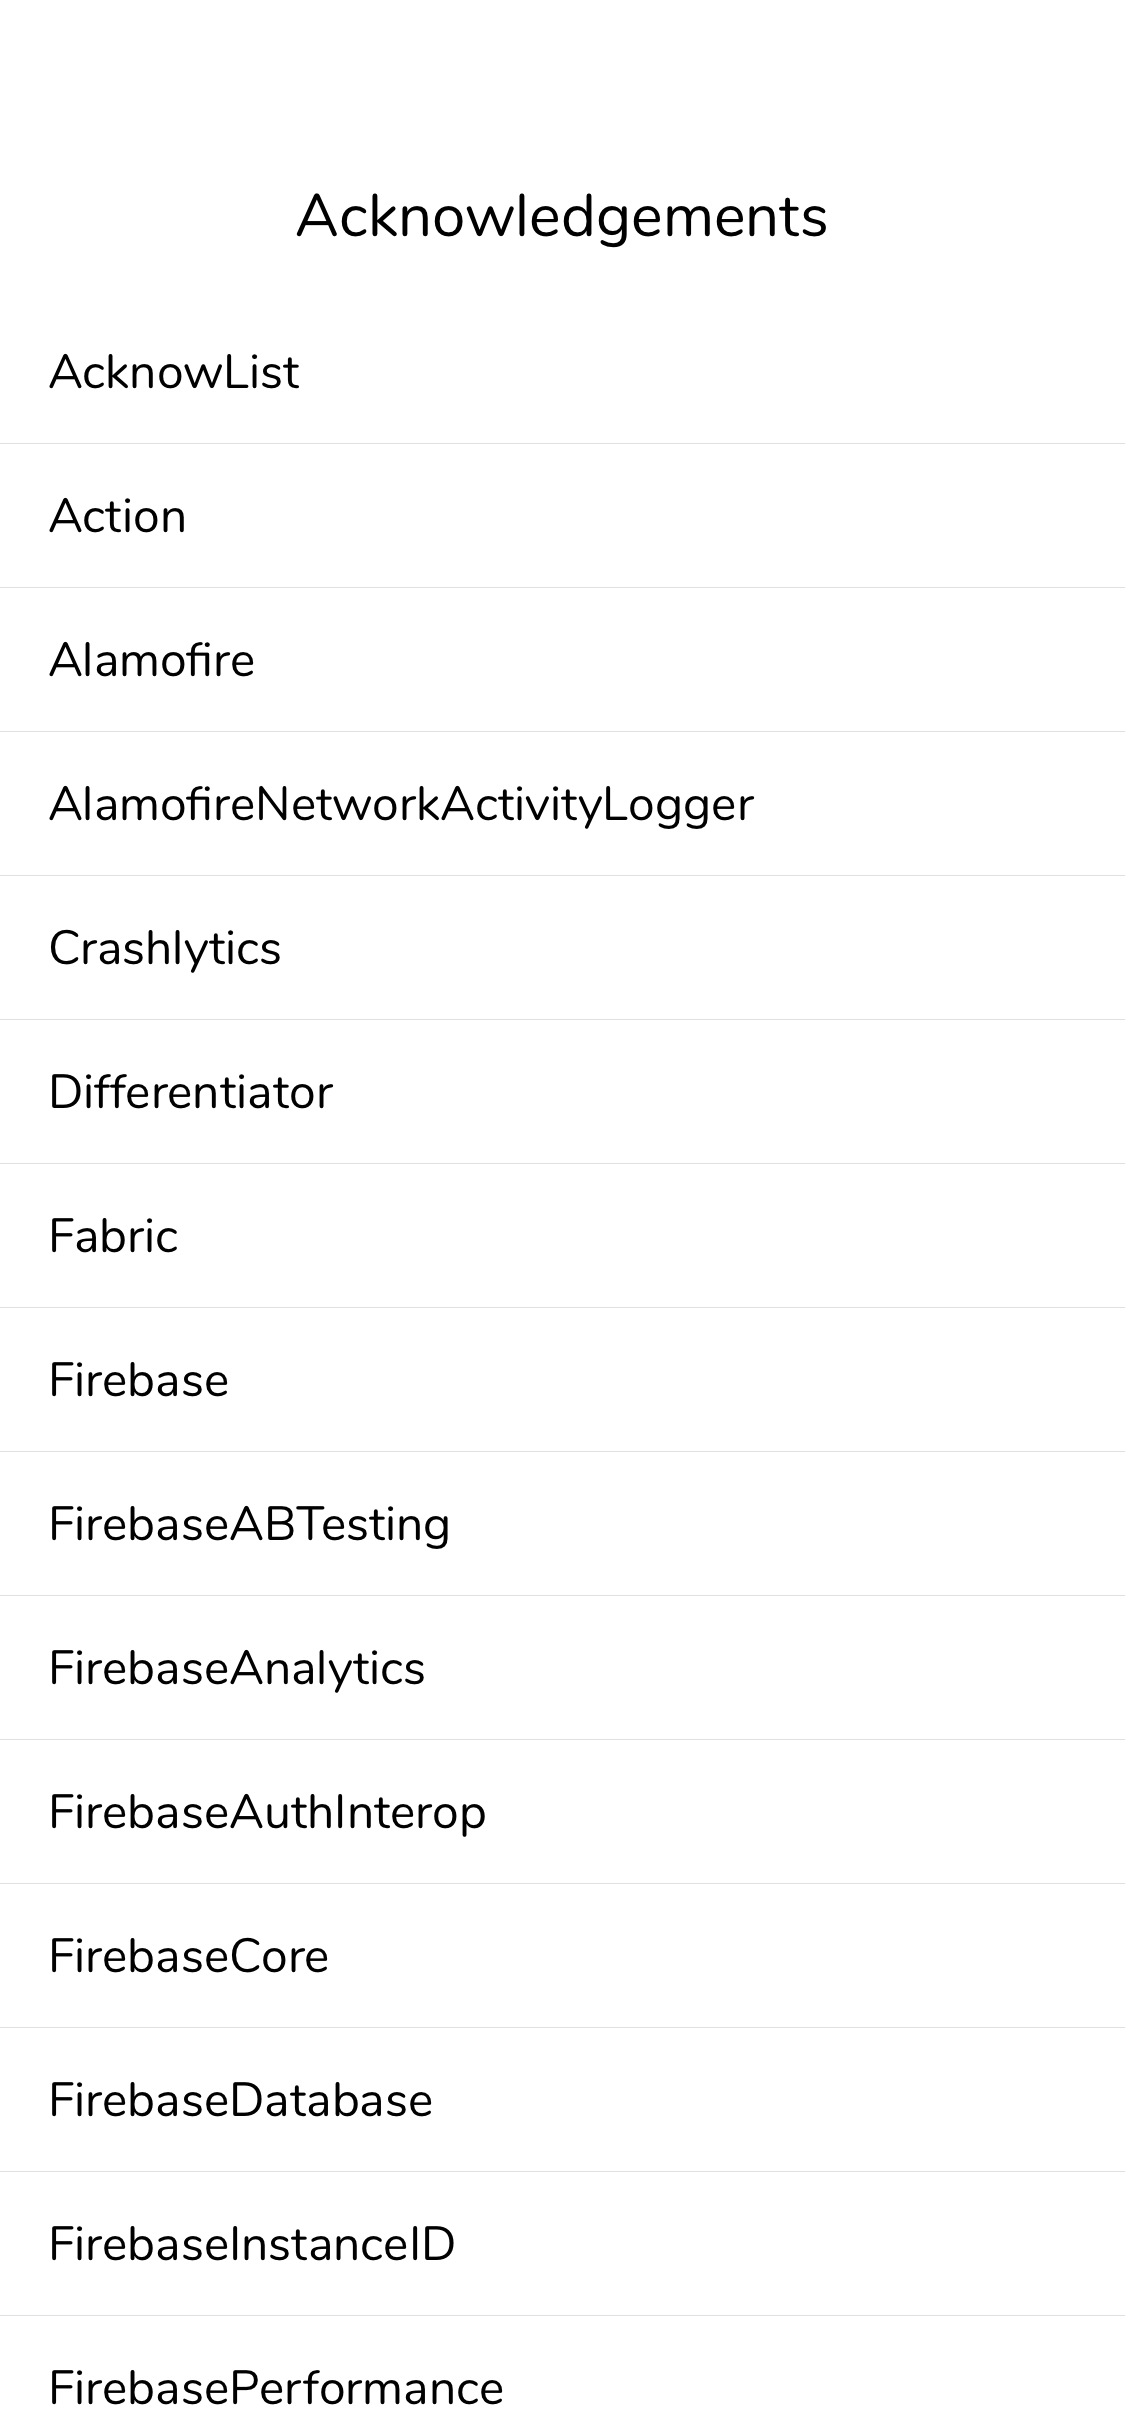 Acknowledgements
AcknowList
Action
Alamofire
AlamofireNetworkActivityLogger
Crashlytics
Differentiator
Fabric
Firebase
FirebaseABTesting
FirebaseAnalytics
FirebaseAuthInterop
FirebaseCore
FirebaseDatabase
FirebaseInstanceID
FirebasePerformance